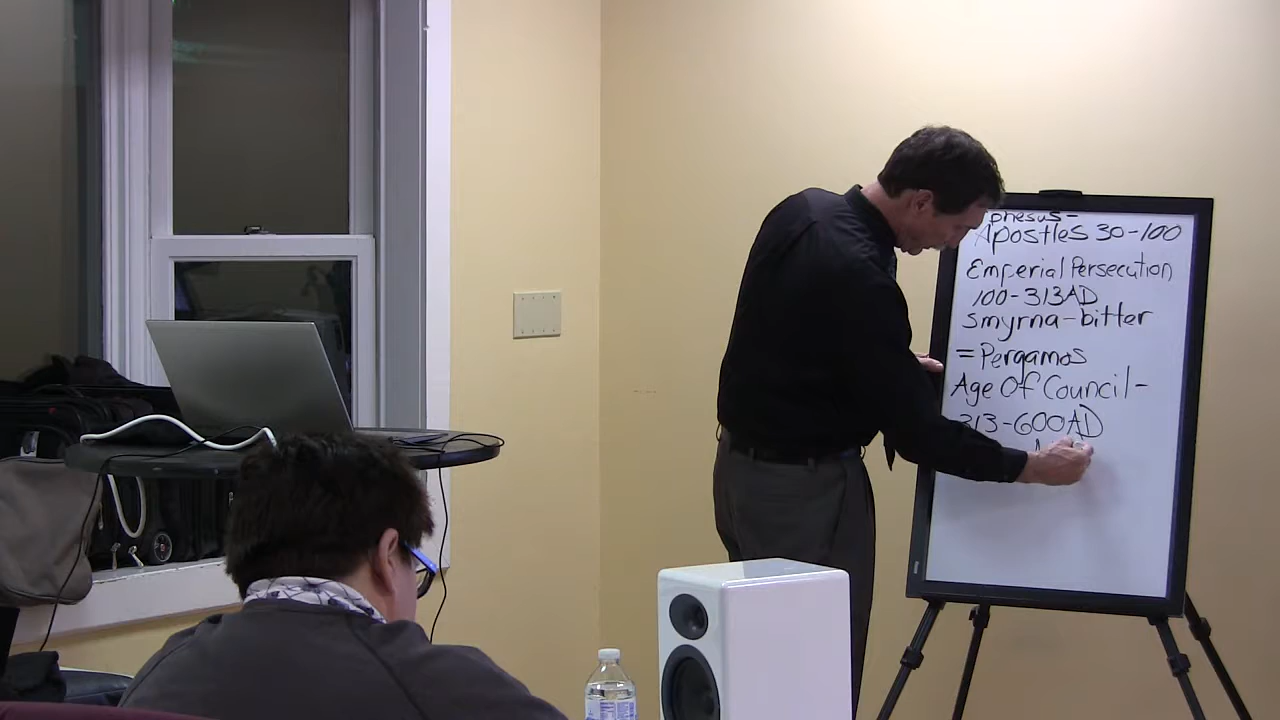 phesus-
Apostles 30-100
Emperial Persecution
100-313AD
Smyrna-bitter
= Pergamos
Age Of Council-
313-600AD